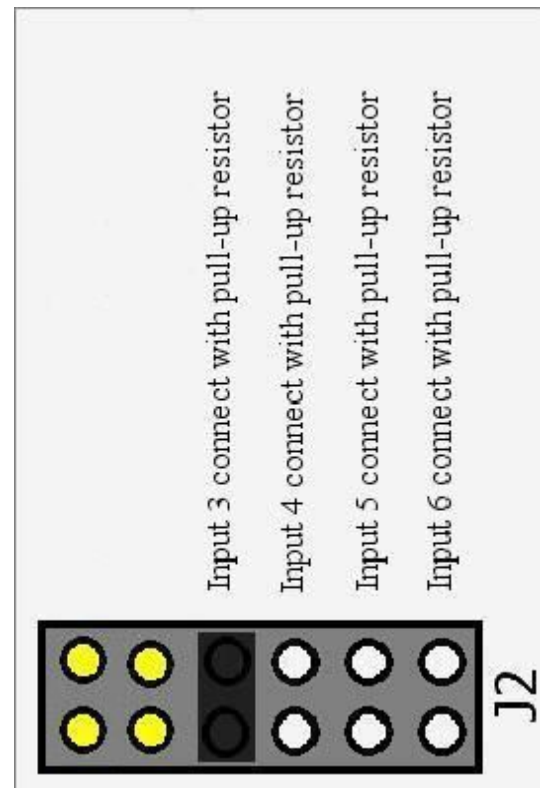 Input 3 connect with pull-up resistor
Input 4 connect with pull-up resistor
Input 5 connect with pull-up resistor
Input 6 connect with pull-up resistor
J2